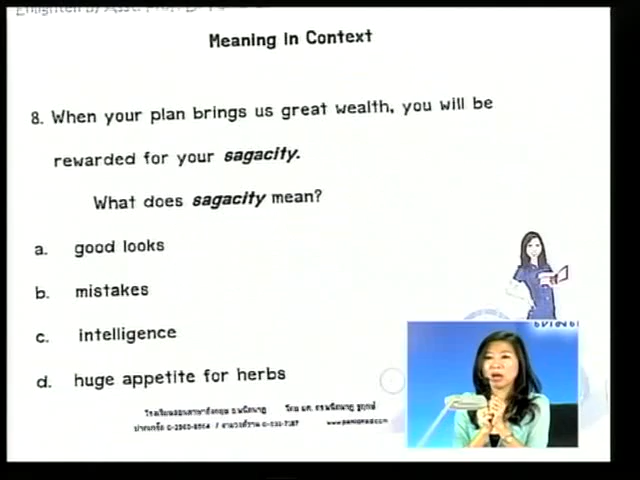 Meaning in Context
8. When your plan brings us great wealth, you will be
rewarded for your sagacity.
What does sagacity mean?
a. good looks
b. mistakes
c. intelligence
d. huge appetite for herbs